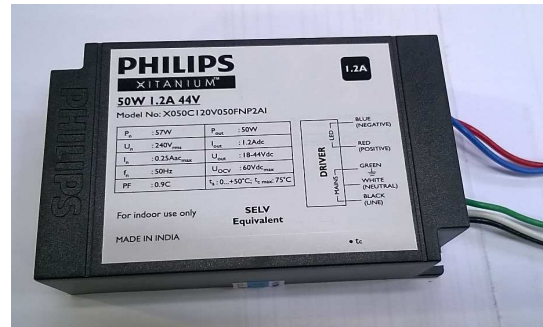 PHILIPS
PHILIPS
XITANIUM™
1.2A
50W 1.2A 44V
Model No: X050C120V050FNP2AI
Pn : 57W Pout : 50W
Un : 240Vrms Iout : 1.2Adc
In : 0.25Aacmax Uout : 18-44Vdc
fn : 50Hz UOCV : 60Vdcmax
PF : 0.9C ta : 0...+50°C; tc max: 75°C
DRIVER
LED
MAINS
BLUE
(NEGATIVE)
RED
(POSITIVE)
GREEN
WHITE
(NEUTRAL)
BLACK
(LINE)
For indoor use only
SELV
Equivalent
MADE IN INDIA
• tc